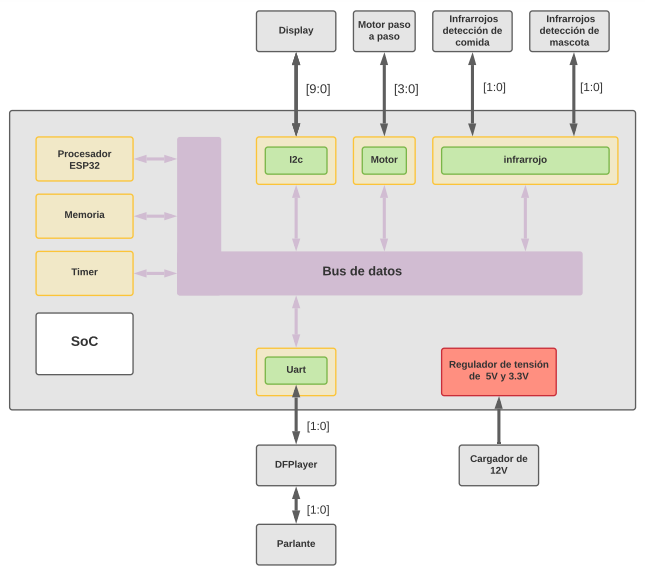 Display
Motor paso
a paso
Infrarrojos
detección de
comida
Infrarrojos
detección de
mascota
[9:0]
[3:0]
[1:0]
[1:0]
Procesador
ESP32
I2c
Motor
infrarrojo
Memoria
Timer
Bus de datos
SoC
Uart
Regulador de tensión
de 5V y 3.3V
[1:0]
DFPlayer
Cargador de
12V
[1:0]
Parlante